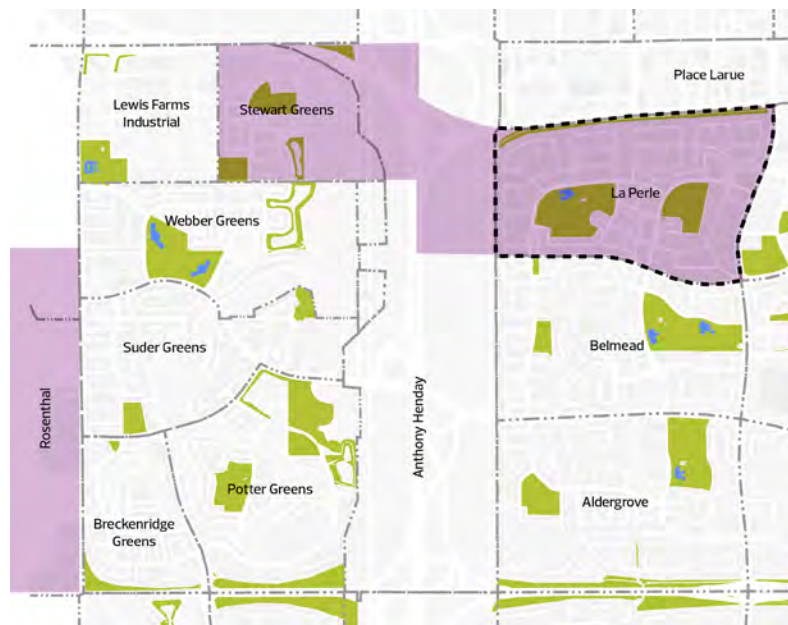 Place Larue
Lewis Farms
Industrial
Stewart Greens
La Perle
Webber Greens
Suder Greens
Belmead
Rosenthal
Anthony Henday
Potter Greens
Aldergrove
Breckenridge
Greens